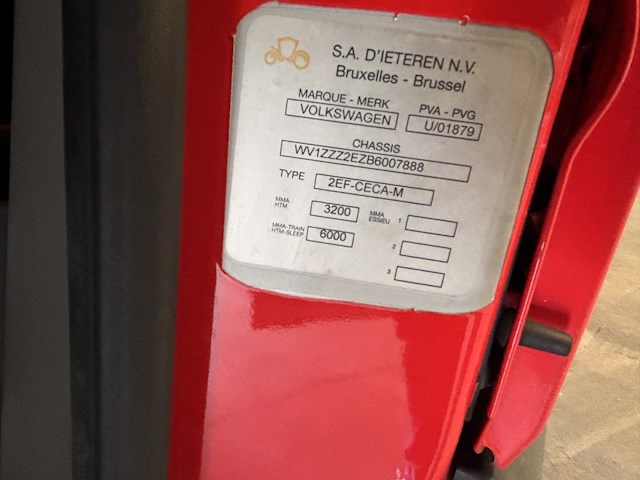 S.A. D'IETEREN N.V.
Bruxelles - Brussel
MARQUE - MERK PVA - PVG
VOLKSWAGEN U/01879
CHASSIS
WV1ZZZ2EZB6007888
TYPE 2EF-CECA-M
MMA
HTM 3200 MMA
ESSIEU 1
2
MMA-TRAIN
HTM-SLEEP 6000
3